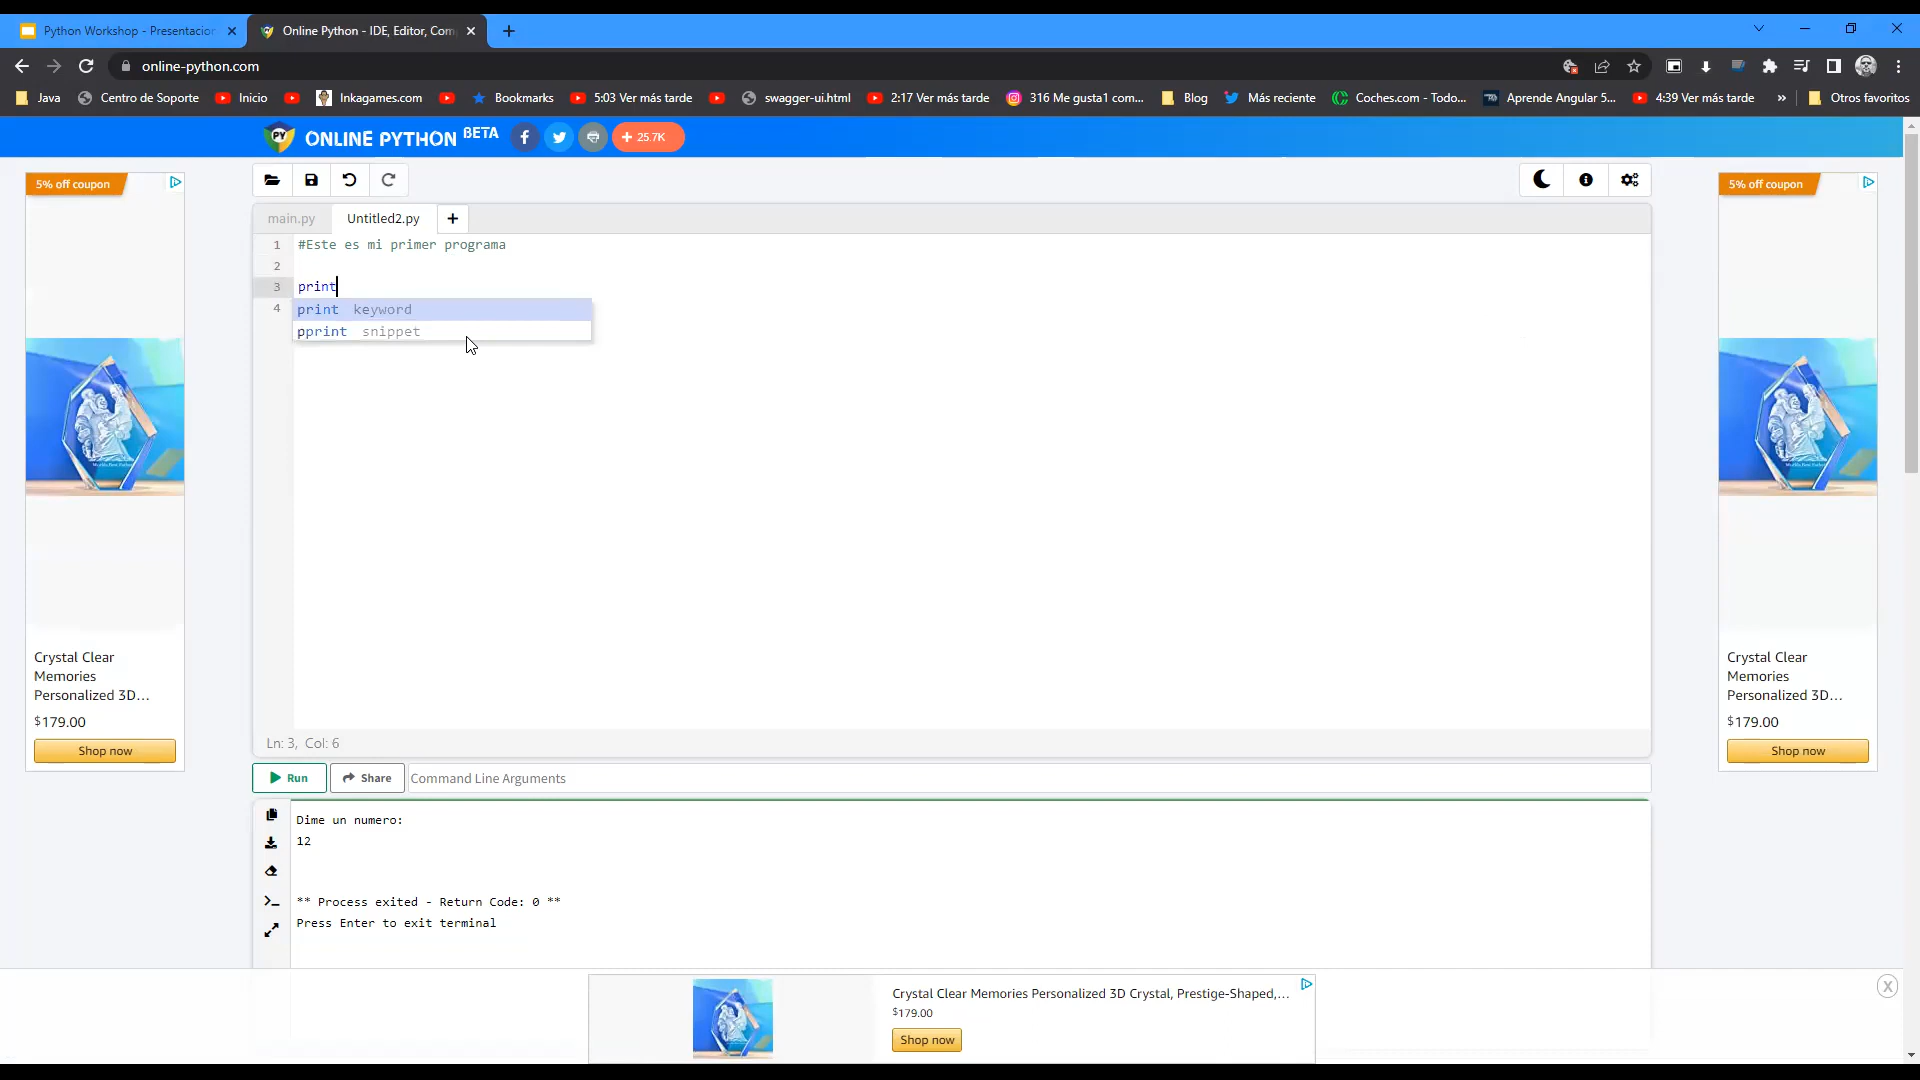 Python Workshop - Presentacion
Online Python - IDE, Editor, Com
online-python.com
Java
Centro de Soporte
Inicio
Inkagames.com
Bookmarks
5:03 Ver más tarde
swagger-ui.html
2:17 Ver más tarde
316 Me gusta1 com...
Blog
Más reciente
Coches.com - Todo...
Aprende Angular 5...
4:39 Ver más tarde
»
Otros favoritos
PY
ONLINE PYTHON BETA
+ 25.7K
5% off coupon
5% off coupon
main.py
Untitled2.py
+
1 #Este es mi primer programa
2
3 print
4
print keyword
pprint snippet
Crystal Clear
Memories
Personalized 3D...
$179.00
Shop now
Crystal Clear
Memories
Personalized 3D...
$179.00
Shop now
Ln: 3, Col: 6
Run
Share
Command Line Arguments
Dime un numero:
12
** Process exited - Return Code: 0 **
Press Enter to exit terminal
Crystal Clear Memories Personalized 3D Crystal, Prestige-Shaped,...
$179.00
Shop now